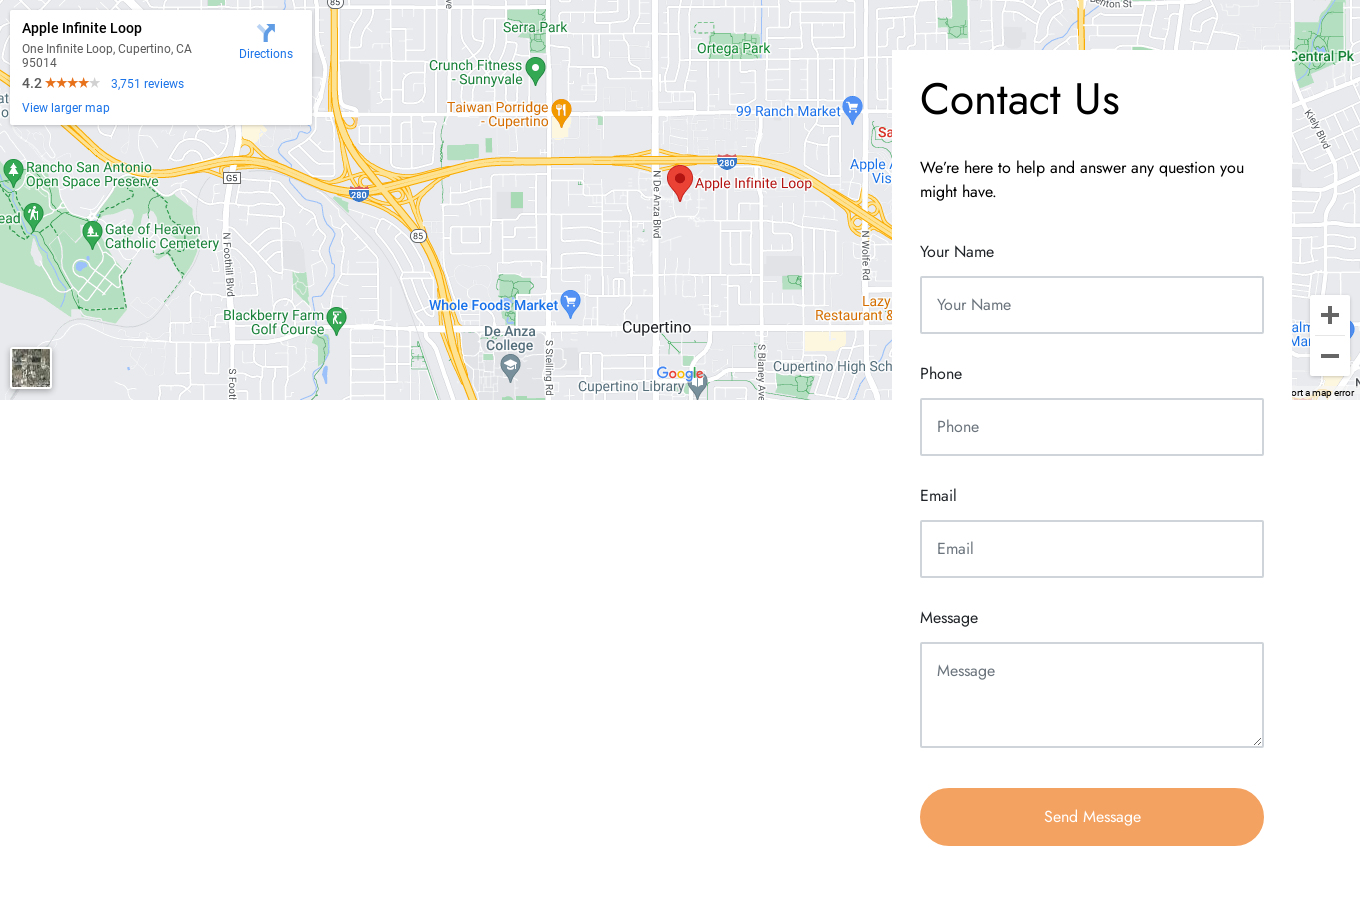 Apple Infinite Loop
One Infinite Loop, Cupertino, CA
95014
4.2
3,751 reviews
View larger map
Directions
85
Serra Park
Ortega Park
Crunch Fitness
- Sunnyvale
Taiwan Porridge
- Cupertino
99 Ranch Market
Central Pk
Kiely Blvd
Rancho San Antonio
Open Space Preserve
G5
280
280
Apple Infinite Loop
N De Anza Blvd
Gate of Heaven
Catholic Cemetery
N Foothill Blvd
85
N Wolfe Rd
Whole Foods Market
Lazy
Restaurant &
Blackberry Farm
Golf Course
De Anza
College
Cupertino
S Stelling Rd
S Blaney Ave
Cupertino High Sch
Cupertino Library
Google
S Footh
ort a map error
Contact Us
We're here to help and answer any question you
might have.
Your Name
Your Name
Phone
Phone
Email
Email
Message
Message
Send Message